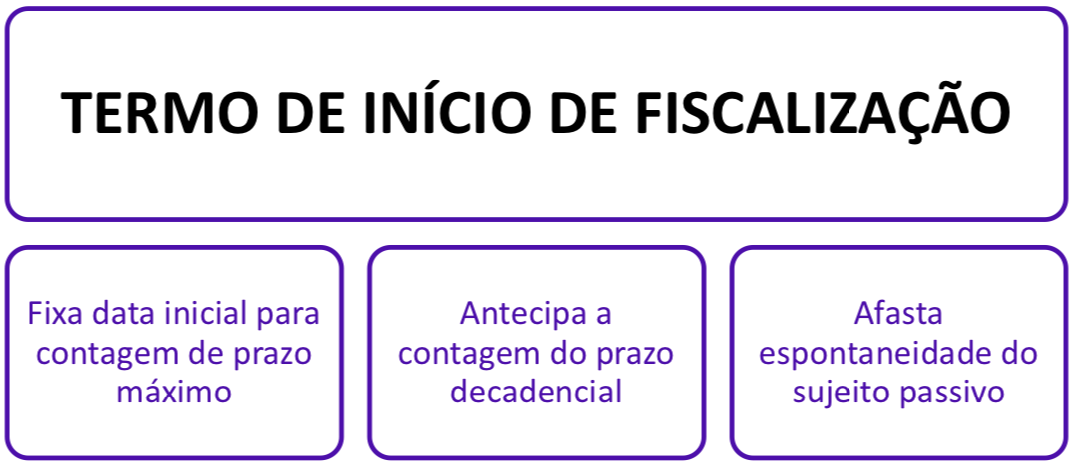 TERMO DE INÍCIO DE FISCALIZAÇÃO
Fixa data inicial para
contagem de prazo
máximo
Antecipa a
contagem do prazo
decadencial
Afasta
espontaneidade do
sujeito passivo